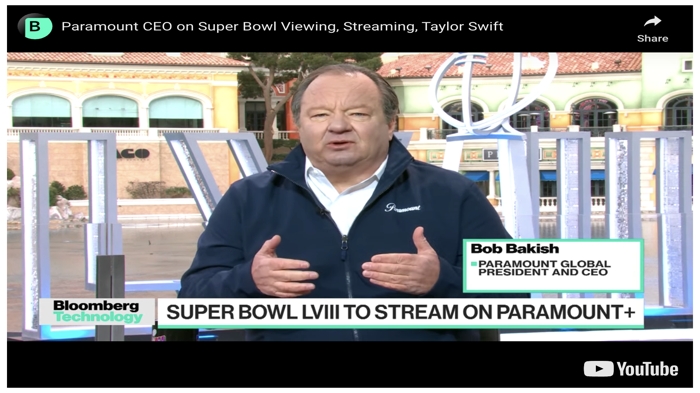 B
Paramount CEO on Super Bowl Viewing, Streaming, Taylor Swift
Share
Paramount
Bob Bakish
PARAMOUNT GLOBAL
PRESIDENT AND CEO
Bloomberg
Technology
SUPER BOWL LVIII TO STREAM ON PARAMOUNT+
YouTube